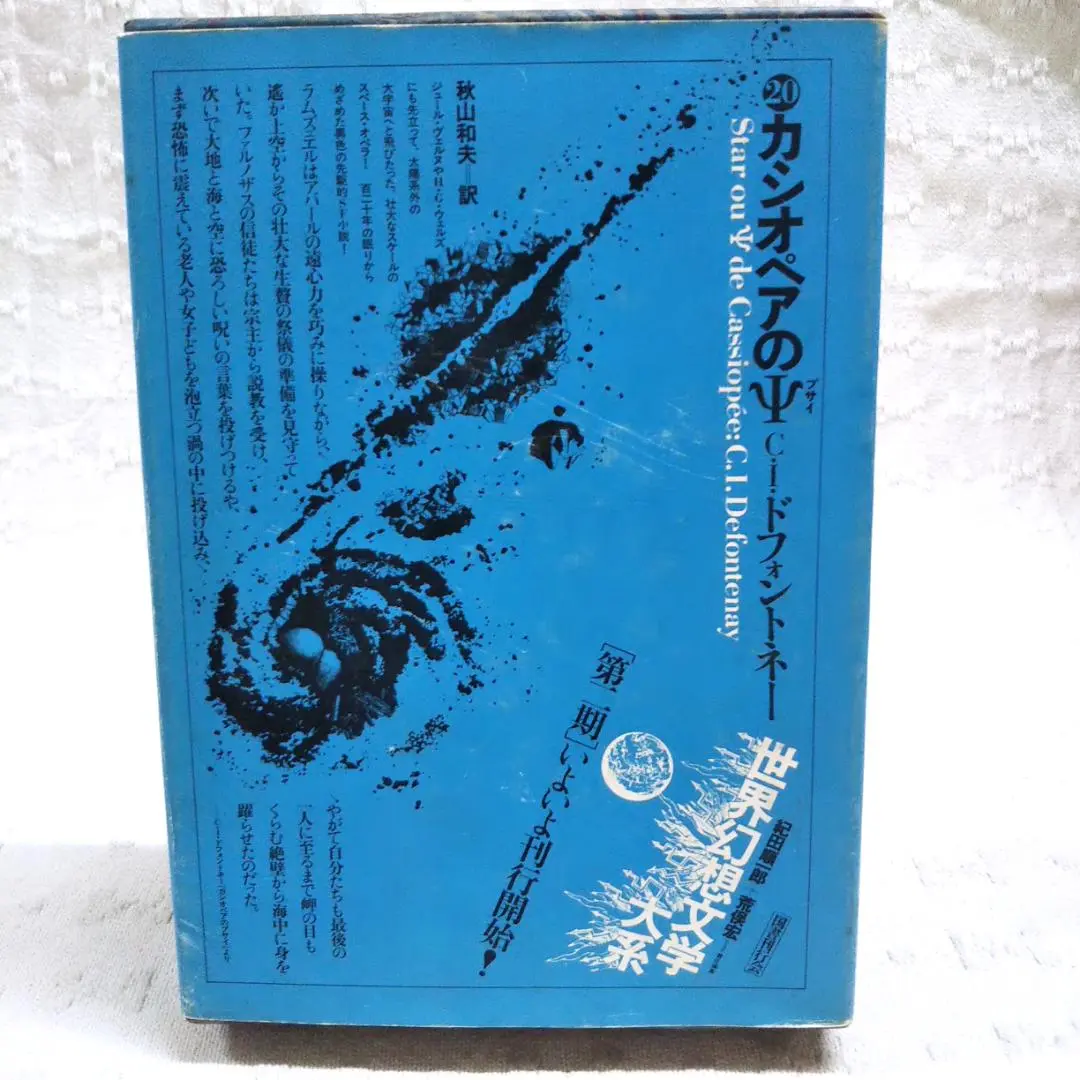 ⑳カシオペアのΨ
プサイ
C・I・ドフォントネー
Star ou Ψ de Cassiopée: C. I. Defontenay
秋山和夫＝訳
ジュール・ヴェルヌやH・G・ウェルズ
にも先立って、太陽系外の
大宇宙へと飛びたった、壮大なスケールの
スペース・オペラ！ 百二十年の眠りから
めざめた異色の先駆的SF小説！
ラムズエルはアバールの遠心力を巧みに操りながら、
遙か上空からその壮大な生贄の祭儀の準備を見守って
いた。ファルノザスの信徒たちは宗主から説教を受け、
次いで大地と海と空に恐ろしい呪いの言葉を投げつけるや、
まず恐怖に震えている老人や女子どもを泡立つ渦の中に投げ込み、
やがて自分たちも最後の
一人に至るまで岬の目も
くらむ絶壁から海中に身を
躍らせたのだった。
［第二期］いよいよ刊行開始！
世界幻想文学
大系
紀田順一郎
荒俣宏
国書刊行会